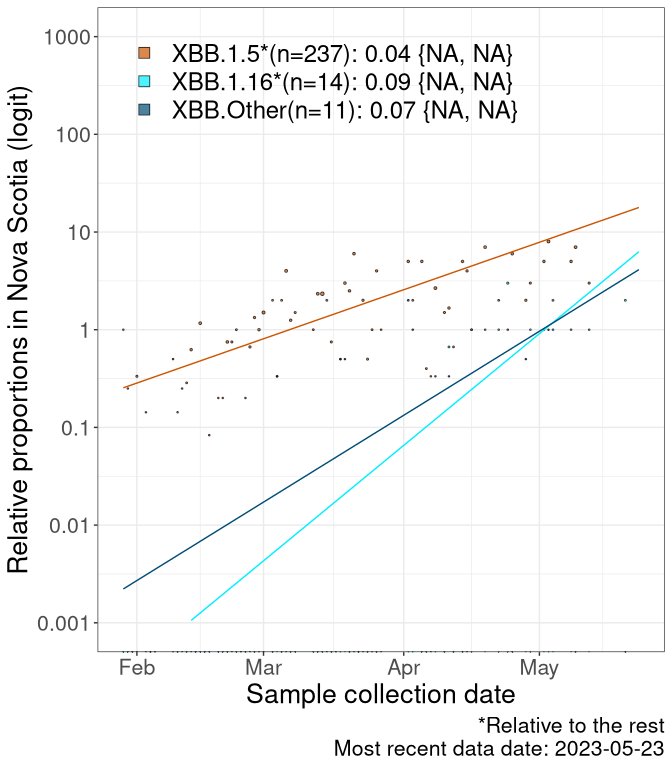 XBB.1.5*(n=237): 0.04 {NA, NA}
XBB.1.16*(n=14): 0.09 {NA, NA}
XBB.Other(n=11): 0.07 {NA, NA}
Relative proportions in Nova Scotia (logit)
1000
100
10
1
0.1
0.01
0.001
Feb Mar Apr May
Sample collection date
*Relative to the rest
Most recent data date: 2023-05-23